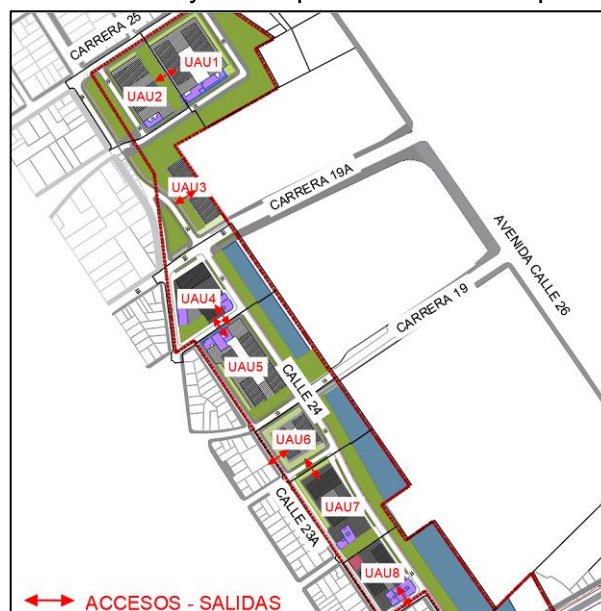 CARRERA 25
UAU1
UAU2
UAU3
CARRERA 19A
AVENIDA CALLE 26
UAU4
CARRERA 19
UAU5
CALLE 24
UAU6
UAU7
CALLE 23A
UAU8
ACCESOS - SALIDAS